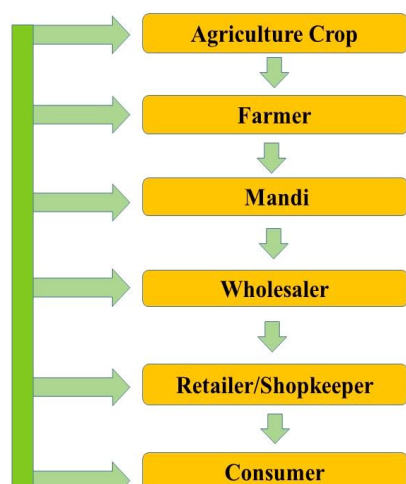 Agriculture Crop
Farmer
Mandi
Wholesaler
Retailer/Shopkeeper
Consumer